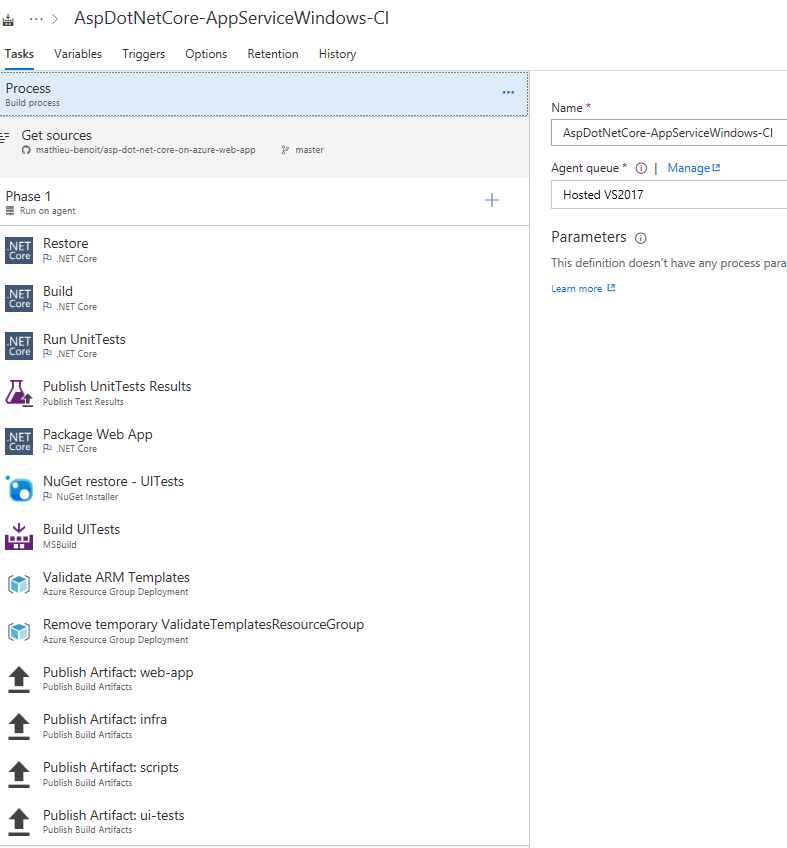 ··· > AspDotNetCore-AppServiceWindows-CI
Tasks Variables Triggers Options Retention History
Process
Build process
···
Get sources
mathieu-benoit/asp-dot-net-core-on-azure-web-app master
Phase 1
Run on agent
+
.NET Core Restore
.NET Core
.NET Core Build
.NET Core
.NET Core Run UnitTests
.NET Core
Publish UnitTests Results
Publish Test Results
.NET Core Package Web App
.NET Core
NuGet restore - UITests
NuGet Installer
Build UITests
MSBuild
Validate ARM Templates
Azure Resource Group Deployment
Remove temporary ValidateTemplatesResourceGroup
Azure Resource Group Deployment
Publish Artifact: web-app
Publish Build Artifacts
Publish Artifact: infra
Publish Build Artifacts
Publish Artifact: scripts
Publish Build Artifacts
Publish Artifact: ui-tests
Publish Build Artifacts
Name *
AspDotNetCore-AppServiceWindows-CI
Agent queue * | Manage
Hosted VS2017
Parameters
This definition doesn't have any process para
Learn more